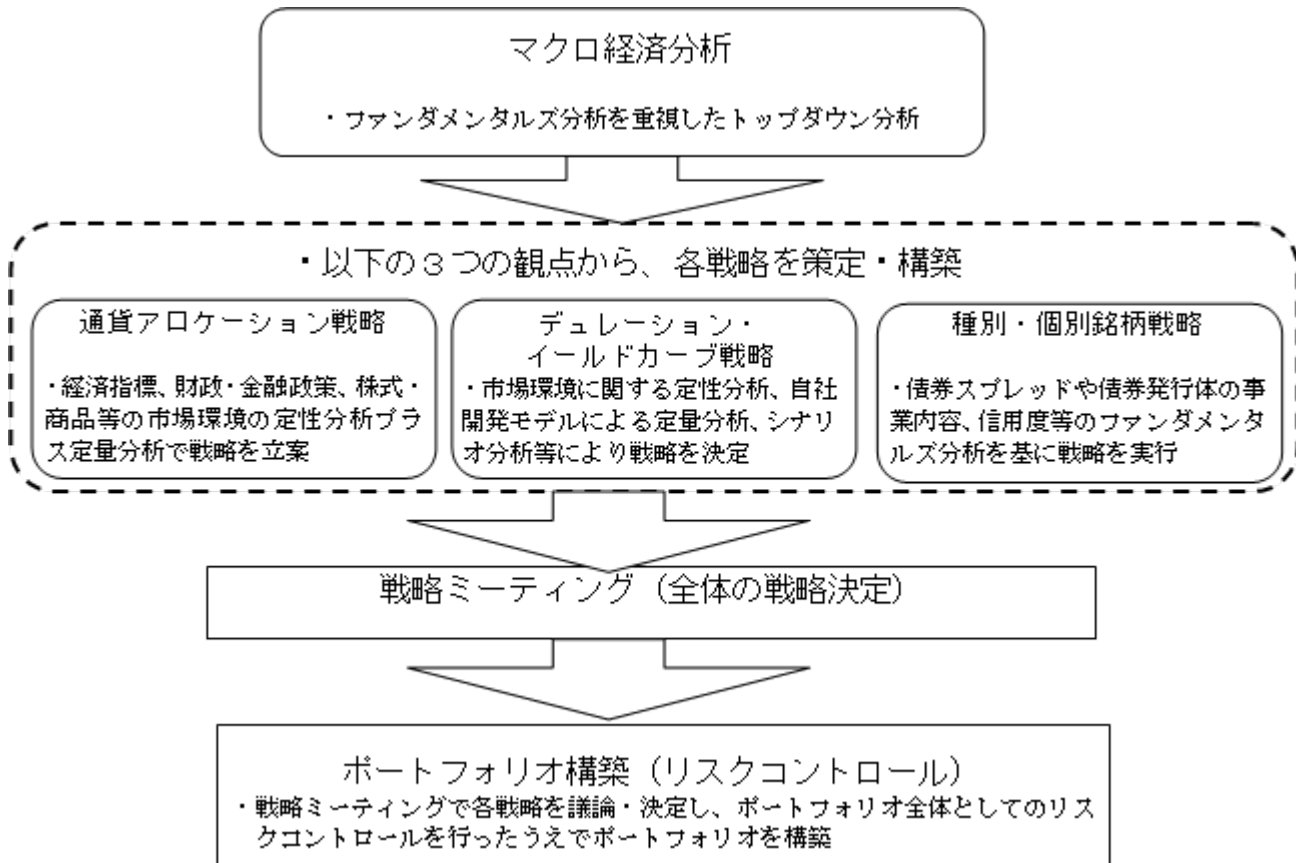 マクロ経済分析
・ファンダメンタルズ分析を重視したトップダウン分析
・以下の３つの観点から、各戦略を策定・構築
通貨アロケーション戦略
・経済指標、財政・金融政策、株式・
商品等の市場環境の定性分析プラ
ス定量分析で戦略を立案
デュレーション・
イールドカーブ戦略
・市場環境に関する定性分析、自社
開発モデルによる定量分析、シナリ
オ分析等により戦略を決定
種別・個別銘柄戦略
・債券スプレッドや債券発行体の事
業内容、信用度等のファンダメンタ
ルズ分析を基に戦略を実行
戦略ミーティング（全体の戦略決定）
ポートフォリオ構築（リスクコントロール）
・戦略ミーティングで各戦略を議論・決定し、ポートフォリオ全体としてのリス
クコントロールを行ったうえでポートフォリオを構築